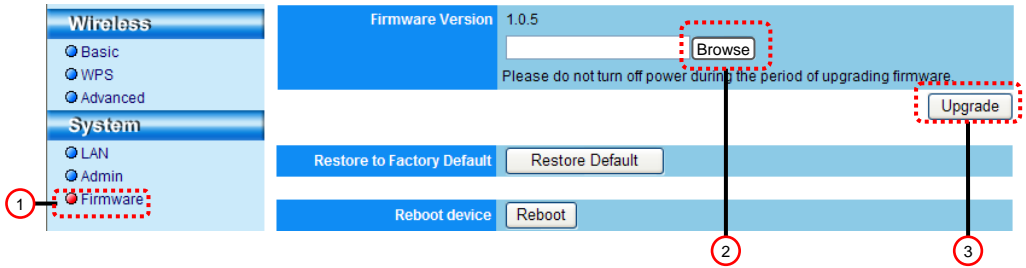 Wireless
Basic
WPS
Advanced
System
LAN
Admin
1 Firmware
Firmware Version 1.0.5
Browse
Please do not turn off power during the period of upgrading firmware.
Upgrade
Restore to Factory Default Restore Default
Reboot device Reboot
2 3